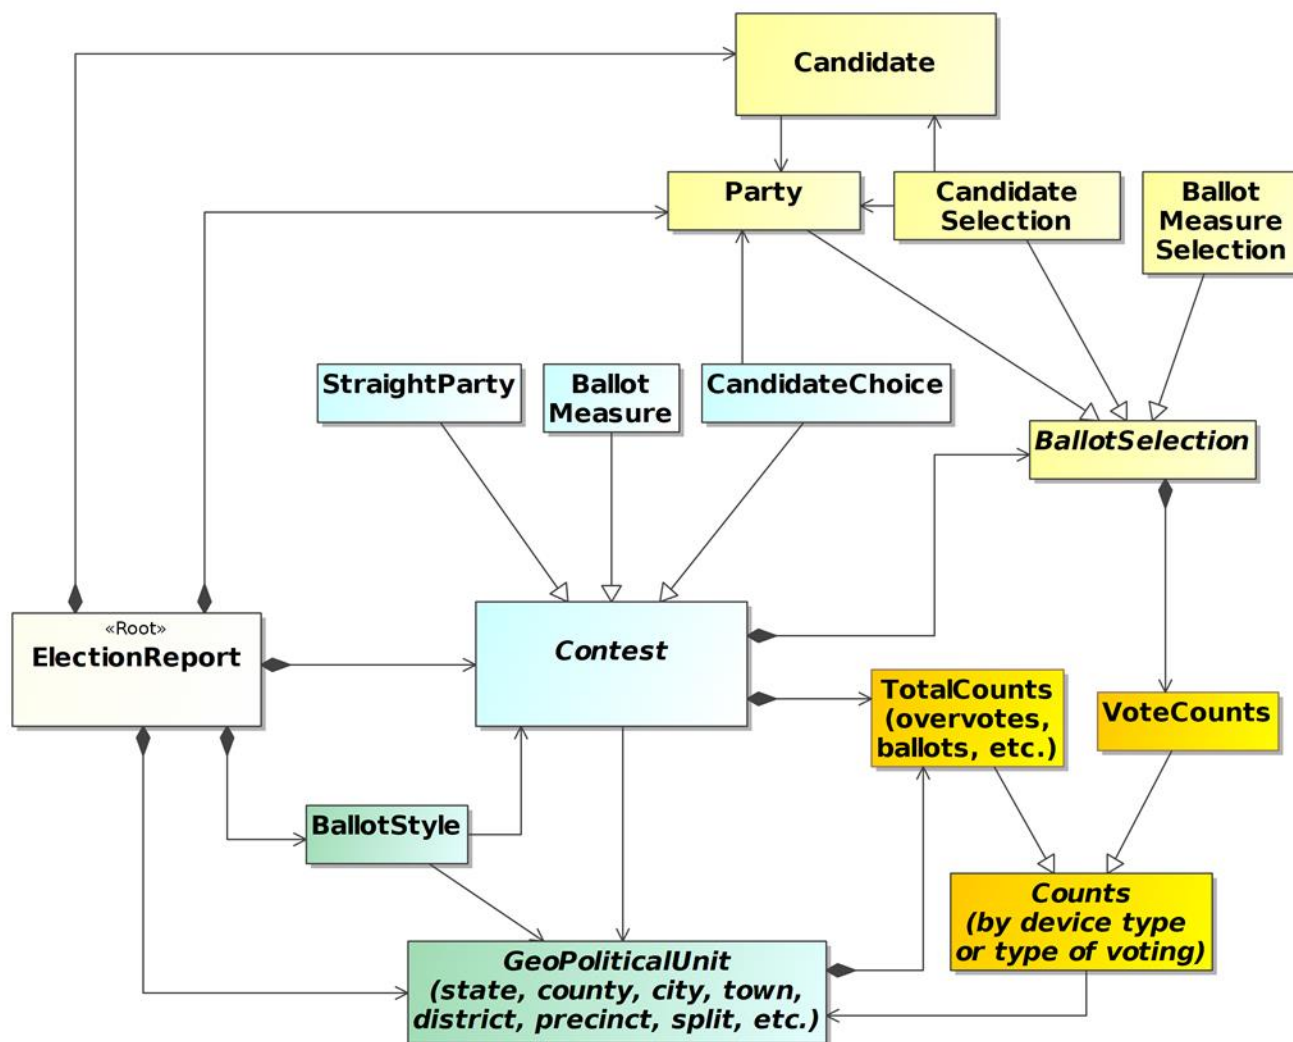 Candidate
Party
Candidate
Selection
Ballot
Measure
Selection
StraightParty
Ballot
Measure
CandidateChoice
BallotSelection
«Root»
ElectionReport
Contest
TotalCounts
(overvotes,
ballots, etc.)
VoteCounts
BallotStyle
Counts
(by device type
or type of voting)
GeoPoliticalUnit
(state, county, city, town,
district, precinct, split, etc.)